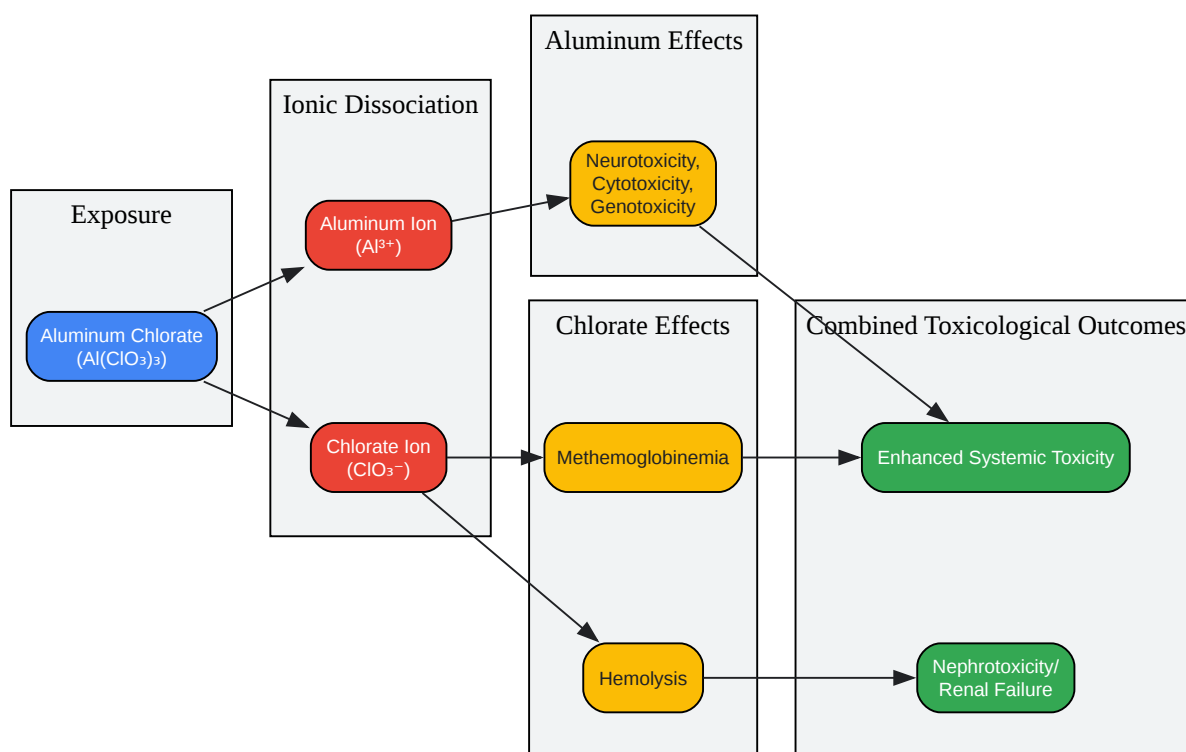 Exposure
Aluminum Chlorate
(Al(ClO₃)₃)
Ionic Dissociation
Aluminum Ion
(Al³⁺)
Chlorate Ion
(ClO₃⁻)
Aluminum Effects
Neurotoxicity,
Cytotoxicity,
Genotoxicity
Chlorate Effects
Methemoglobinemia
Hemolysis
Combined Toxicological Outcomes
Enhanced Systemic Toxicity
Nephrotoxicity/
Renal Failure